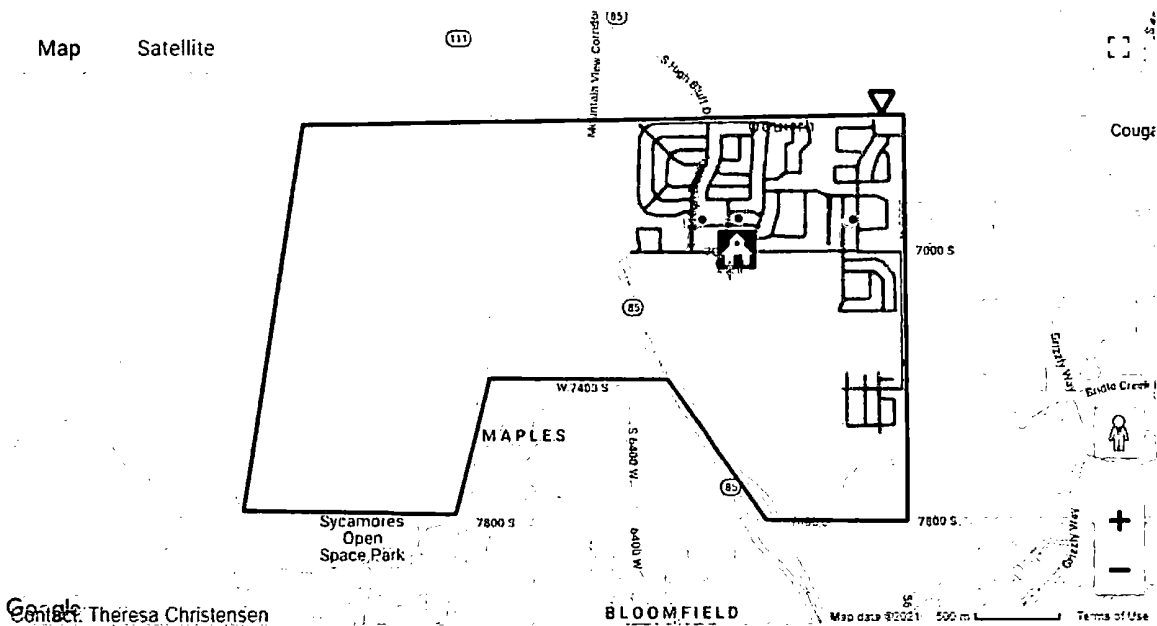 85
111
Map Satellite
Mountain View Corridor
S High Bluff D
Couga
7000 S
85
Grizzly Way
W 7400 S
MAPLES
S 6400 W
85
7800 S
7800 S
Sycamores
Open
Space Park
6400 W
Grizzly Way
Google
Contact: Theresa Christensen
BLOOMFIELD
Map data ©2021 500 m Terms of Use